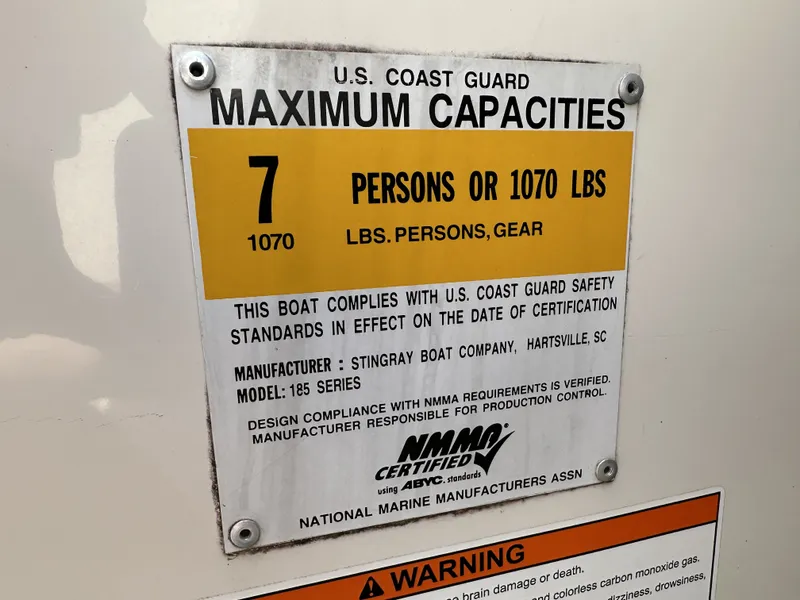 U.S. COAST GUARD
MAXIMUM CAPACITIES
7 PERSONS OR 1070 LBS
1070 LBS. PERSONS, GEAR
THIS BOAT COMPLIES WITH U.S. COAST GUARD SAFETY
STANDARDS IN EFFECT ON THE DATE OF CERTIFICATION
MANUFACTURER : STINGRAY BOAT COMPANY, HARTSVILLE, SC
MODEL: 185 SERIES
DESIGN COMPLIANCE WITH NMMA REQUIREMENTS IS VERIFIED.
MANUFACTURER RESPONSIBLE FOR PRODUCTION CONTROL.
NMMA®
CERTIFIED
using ABYC. standards
NATIONAL MARINE MANUFACTURERS ASSN
WARNING
brain damage or death.
and colorless carbon monoxide gas.
dizziness, drowsiness,